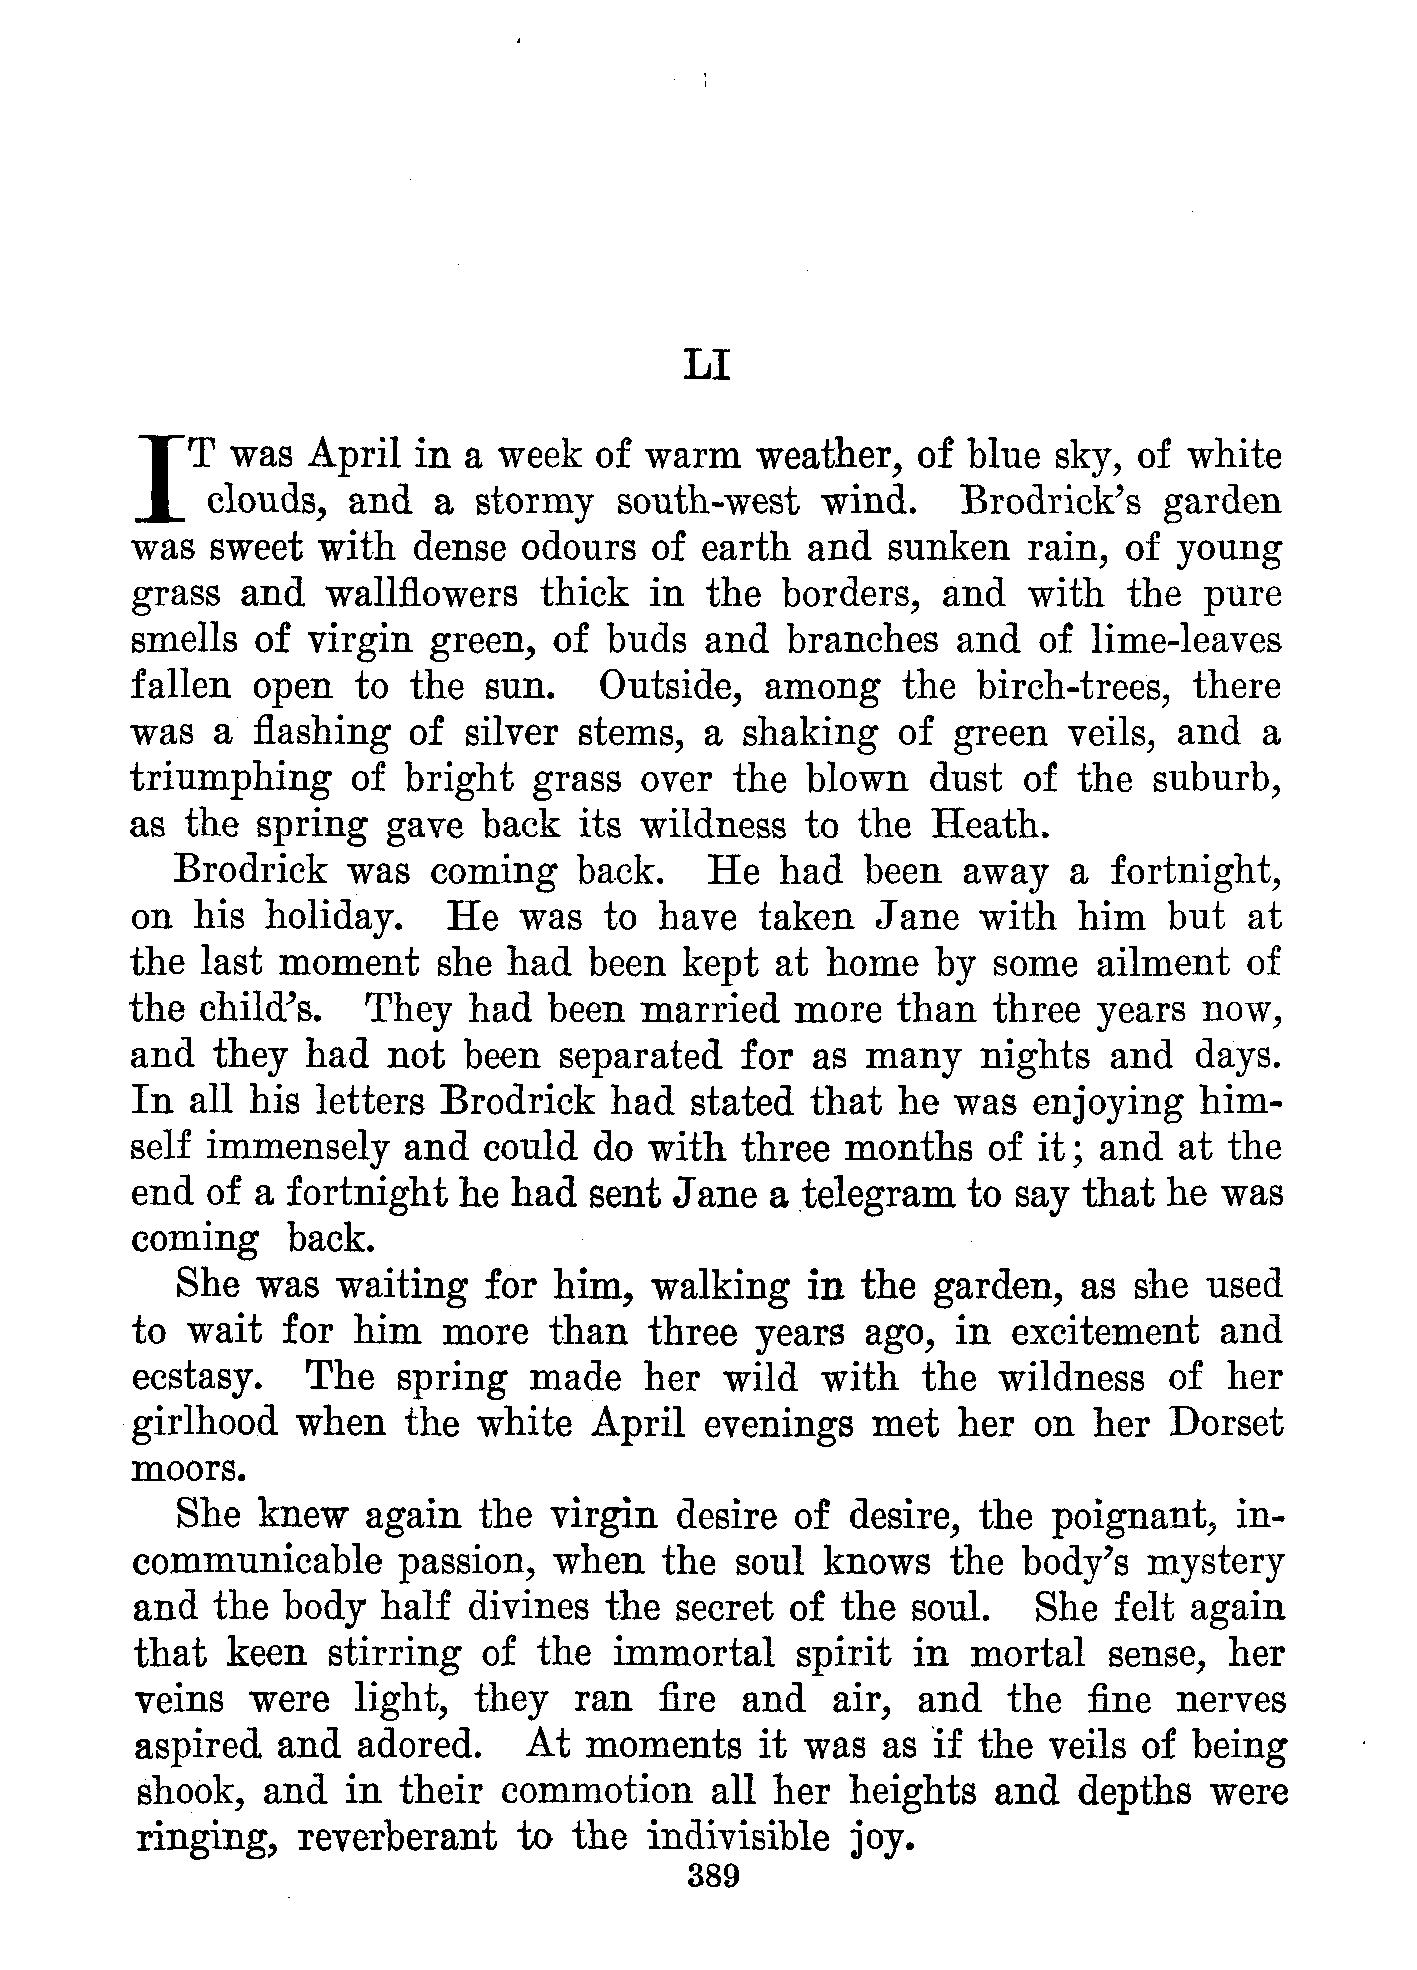 LI
IT was April in a week of warm weather, of blue sky, of white
clouds, and a stormy south-west wind. Brodrick's garden
was sweet with dense odours of earth and sunken rain, of young
grass and wallflowers thick in the borders, and with the pure
smells of virgin green, of buds and branches and of lime-leaves
fallen open to the sun. Outside, among the birch-trees, there
was a flashing of silver stems, a shaking of green veils, and a
triumphing of bright grass over the blown dust of the suburb,
as the spring gave back its wildness to the Heath.
Brodrick was coming back. He had been away a fortnight,
on his holiday. He was to have taken Jane with him but at
the last moment she had been kept at home by some ailment of
the child's. They had been married more than three years now,
and they had not been separated for as many nights and days.
In all his letters Brodrick had stated that he was enjoying him-
self immensely and could do with three months of it; and at the
end of a fortnight he had sent Jane a telegram to say that he was
coming back.
She was waiting for him, walking in the garden, as she used
to wait for him more than three years ago, in excitement and
ecstasy. The spring made her wild with the wildness of her
girlhood when the white April evenings met her on her Dorset
moors.
She knew again the virgin desire of desire, the poignant, in-
communicable passion, when the soul knows the body's mystery
and the body half divines the secret of the soul. She felt again
that keen stirring of the immortal spirit in mortal sense, her
veins were light, they ran fire and air, and the fine nerves
aspired and adored. At moments it was as if the veils of being
shook, and in their commotion all her heights and depths were
ringing, reverberant to the indivisible joy.
389